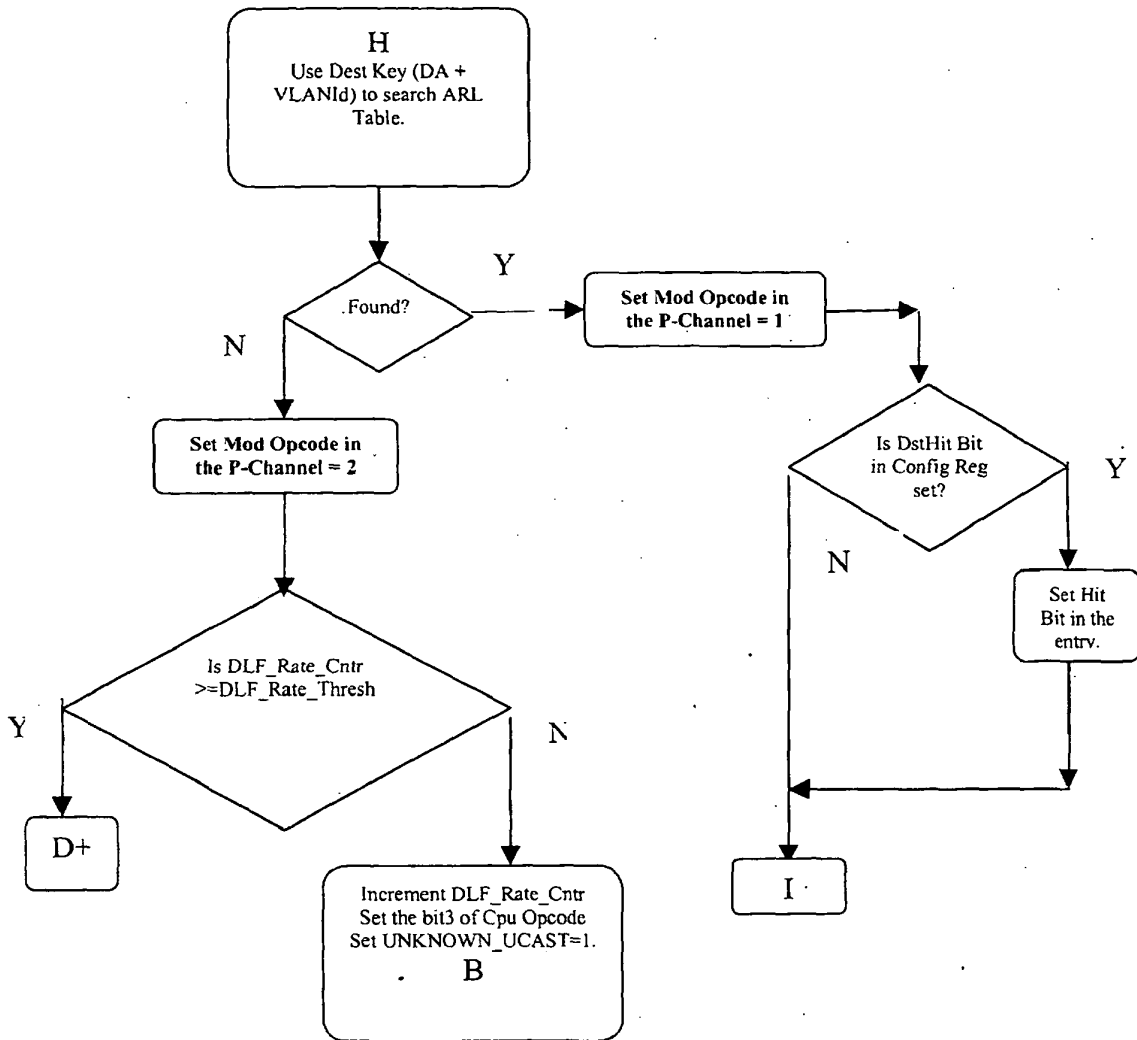 H
Use Dest Key (DA +
VLANId) to search ARL
Table.
Found?
Y
Set Mod Opcode in
the P-Channel = 1
N
Set Mod Opcode in
the P-Channel = 2
Is DstHit Bit
in Config Reg
set?
Y
N
Set Hit
Bit in the
entry.
Is DLF_Rate_Cntr
>=DLF_Rate_Thresh
Y
N
D+
I
Increment DLF_Rate_Cntr
Set the bit3 of Cpu Opcode
Set UNKNOWN_UCAST=1.
B